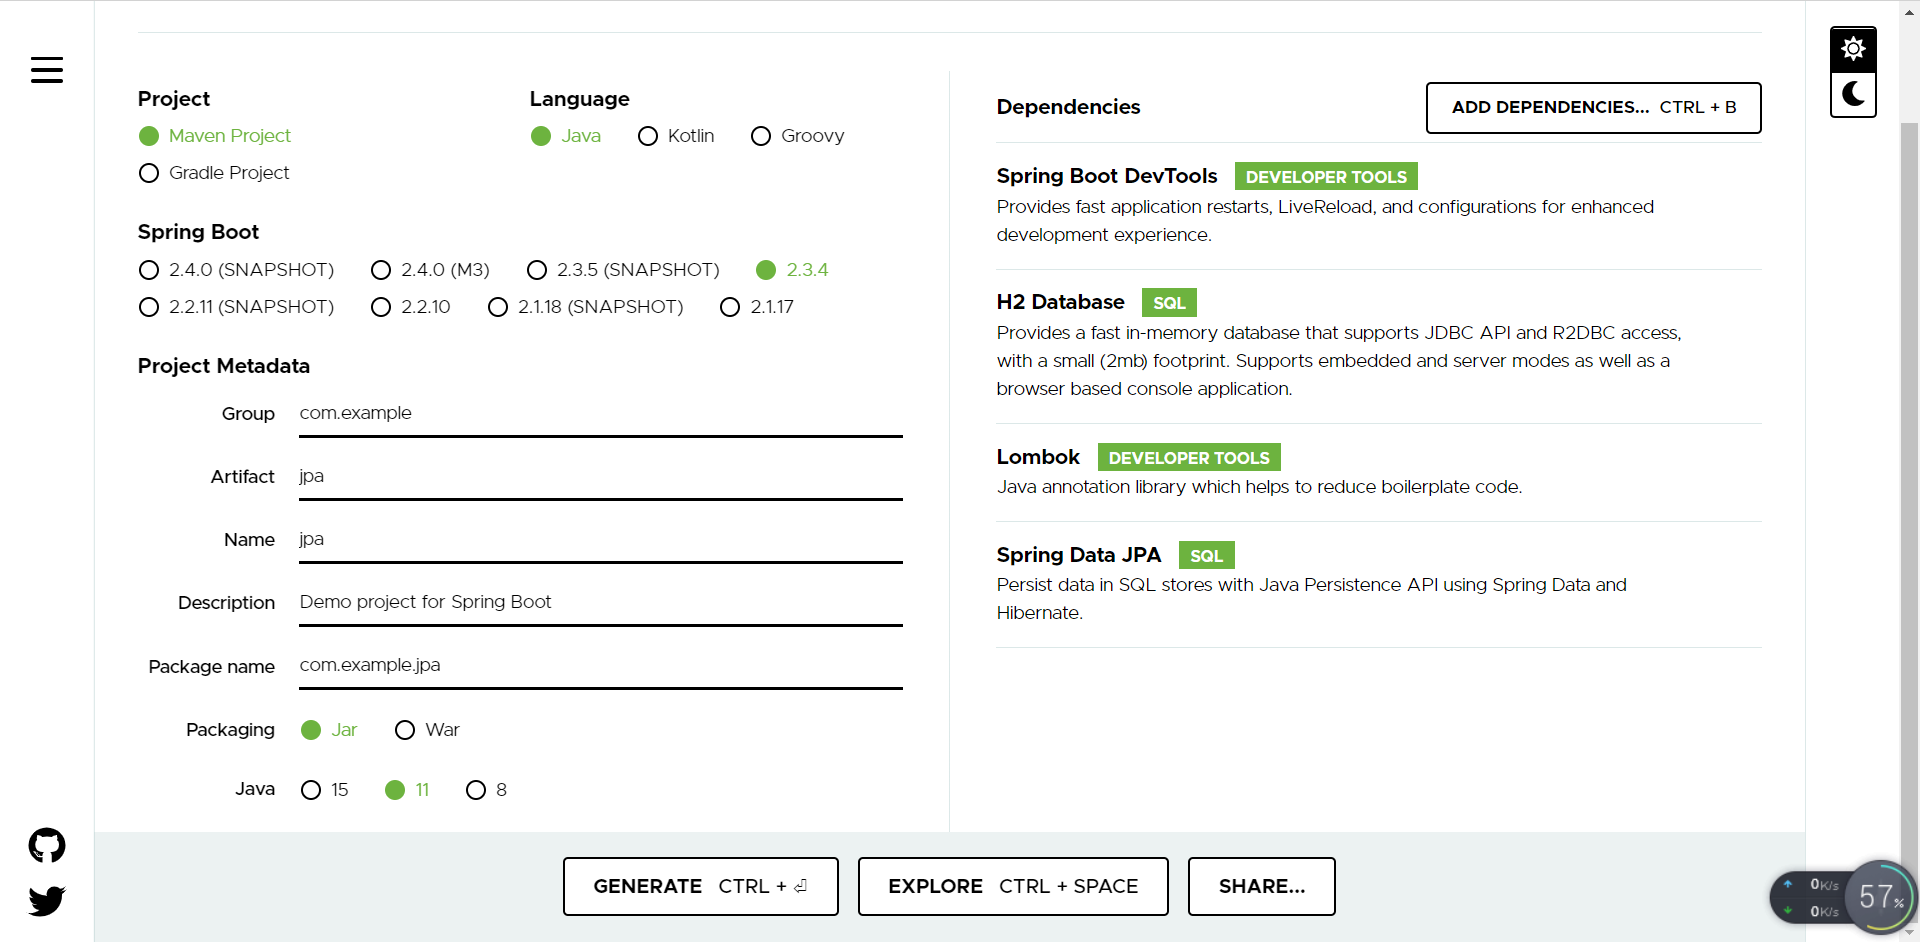 Project
Maven Project
Gradle Project
Language
Java Kotlin Groovy
Spring Boot
2.4.0 (SNAPSHOT) 2.4.0 (M3) 2.3.5 (SNAPSHOT) 2.3.4
2.2.11 (SNAPSHOT) 2.2.10 2.1.18 (SNAPSHOT) 2.1.17
Project Metadata
Group com.example
Artifact jpa
Name jpa
Description Demo project for Spring Boot
Package name com.example.jpa
Packaging Jar War
Java 15 11 8
Dependencies ADD DEPENDENCIES... CTRL + B
Spring Boot DevTools DEVELOPER TOOLS
Provides fast application restarts, LiveReload, and configurations for enhanced
development experience.
H2 Database SQL
Provides a fast in-memory database that supports JDBC API and R2DBC access,
with a small (2mb) footprint. Supports embedded and server modes as well as a
browser based console application.
Lombok DEVELOPER TOOLS
Java annotation library which helps to reduce boilerplate code.
Spring Data JPA SQL
Persist data in SQL stores with Java Persistence API using Spring Data and
Hibernate.
GENERATE CTRL + ⏎ EXPLORE CTRL + SPACE SHARE...
0K/s
0K/s
57%